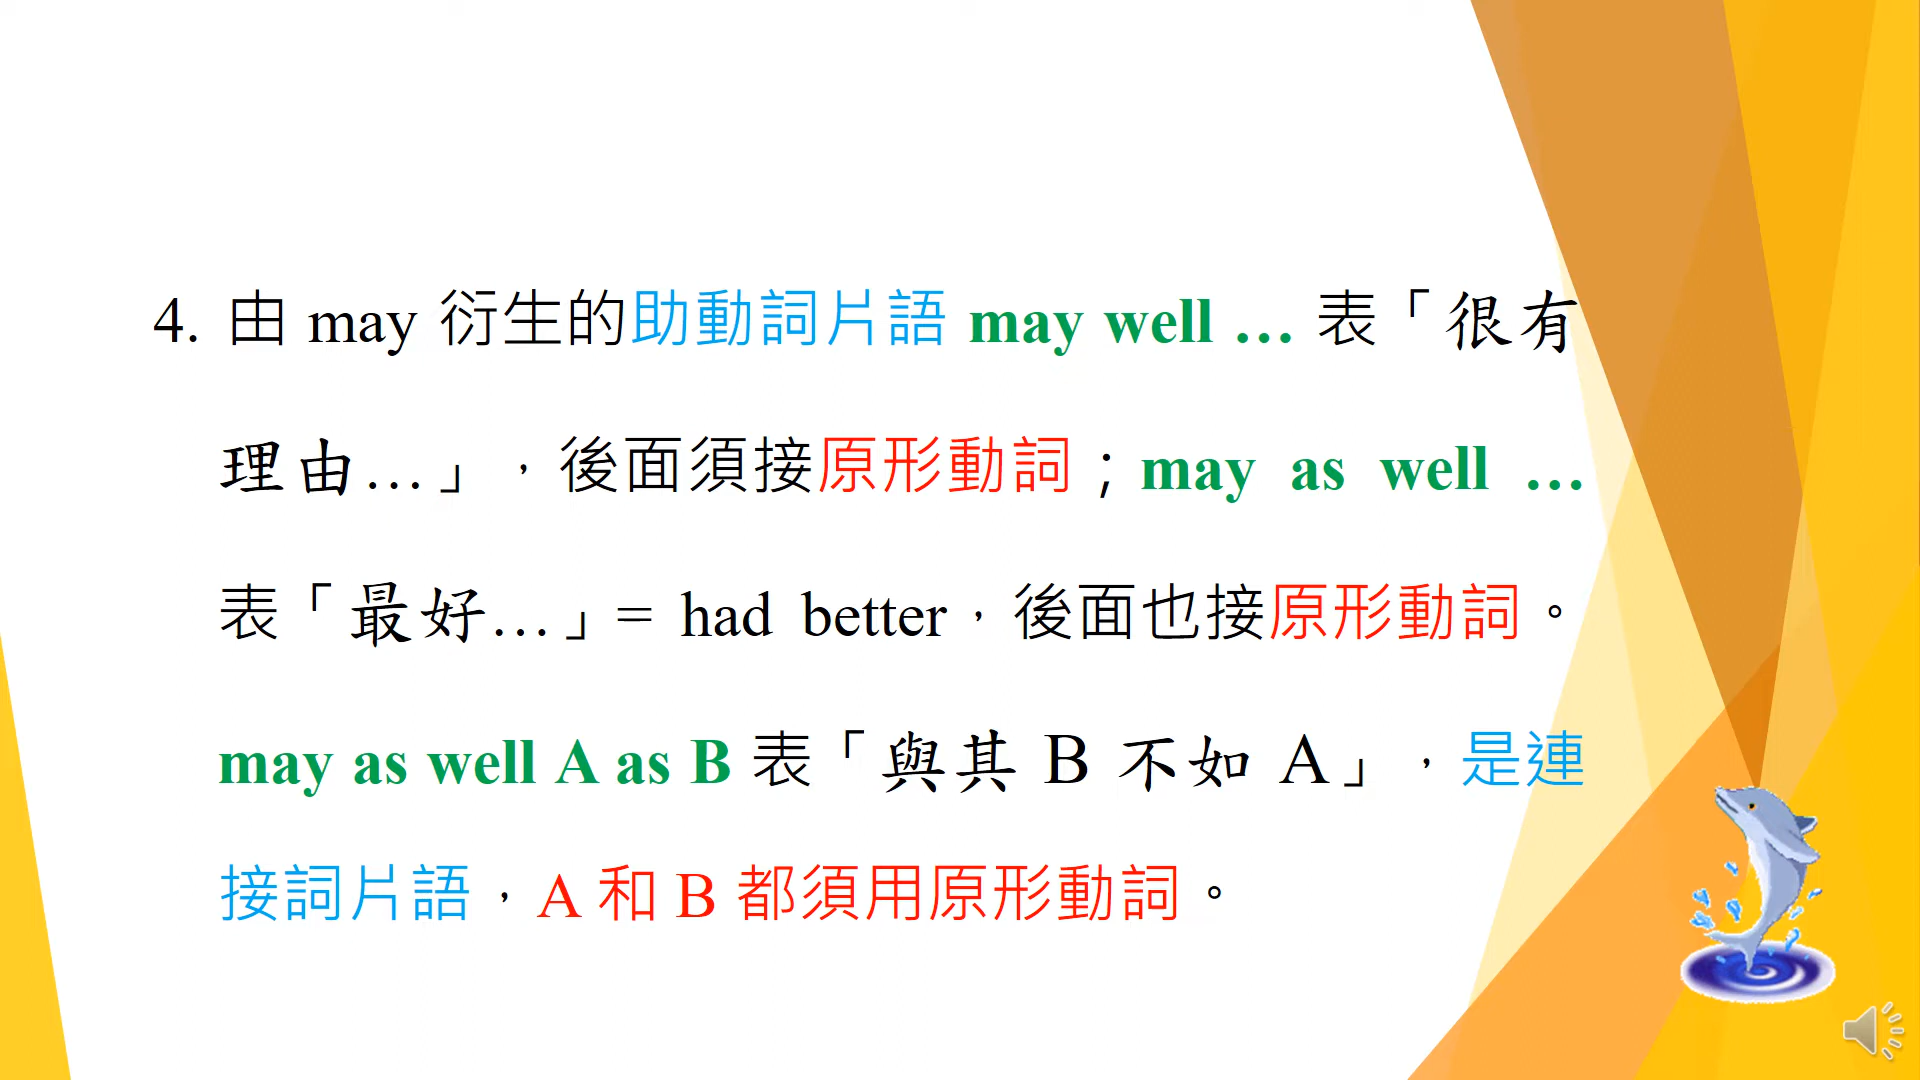 4. 由 may 衍生的助動詞片語 may well … 表「很有
理由…」，後面須接原形動詞；may as well …
表「最好…」= had better，後面也接原形動詞。
may as well A as B 表「與其 B 不如 A」，是連
接詞片語，A 和 B 都須用原形動詞。